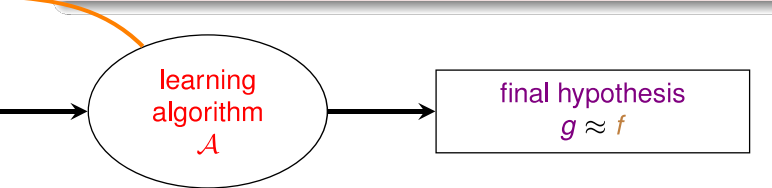 learning
algorithm
𝒜
final hypothesis
g ≈ f